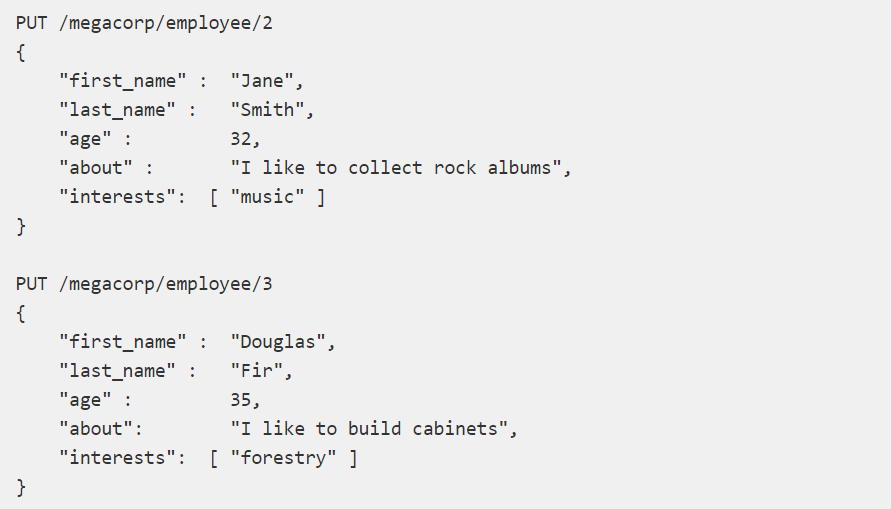 PUT /megacorp/employee/2
{
    "first_name" :  "Jane",
    "last_name" :   "Smith",
    "age" :         32,
    "about" :       "I like to collect rock albums",
    "interests":  [ "music" ]
}

PUT /megacorp/employee/3
{
    "first_name" :  "Douglas",
    "last_name" :   "Fir",
    "age" :         35,
    "about":        "I like to build cabinets",
    "interests":  [ "forestry" ]
}